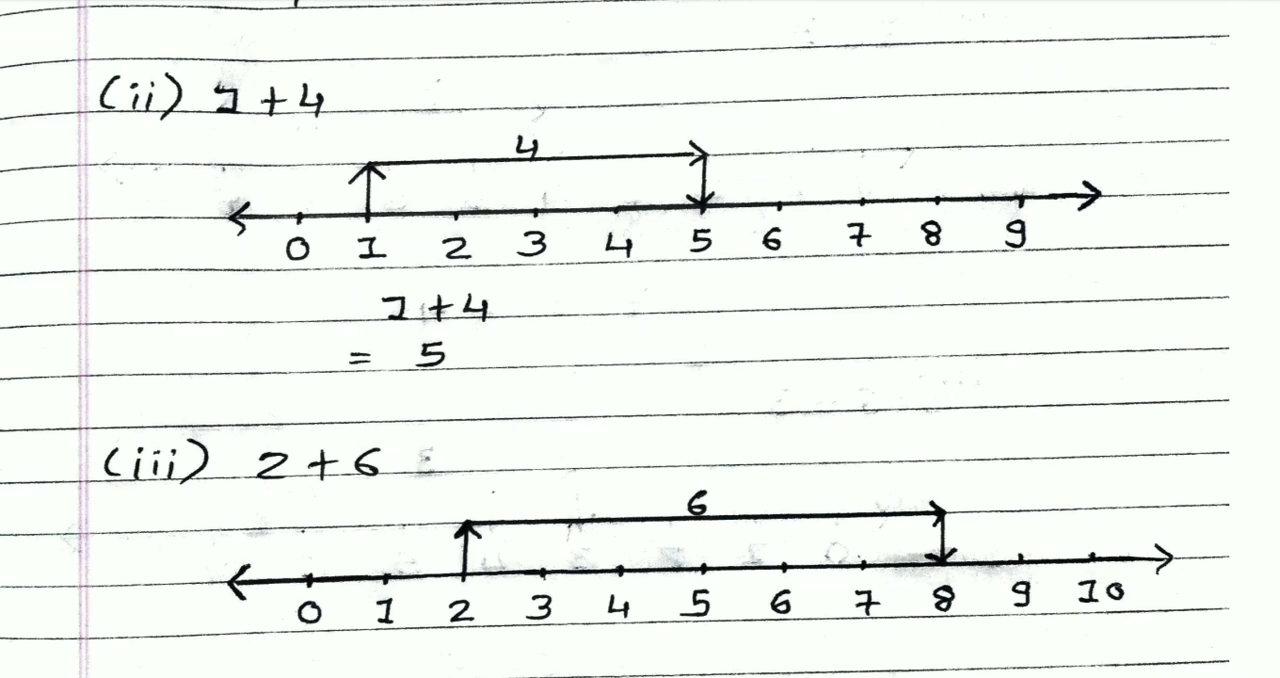 (ii) 1 + 4
4
0 1 2 3 4 5 6 7 8 9
1 + 4
= 5
(iii) 2 + 6
6
0 1 2 3 4 5 6 7 8 9 10